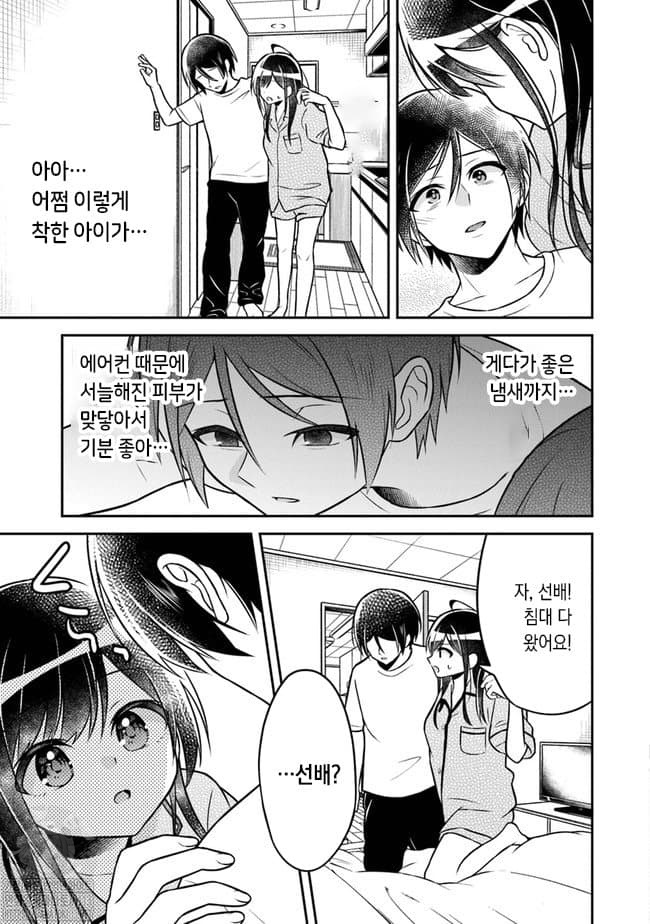 아아…
어쩜 이렇게
착한 아이가…
게다가 좋은
냄새까지…
에어컨 때문에
서늘해진 피부가
맞닿아서
기분 좋아…
자, 선배!
침대 다
왔어요!
…선배?
くら…